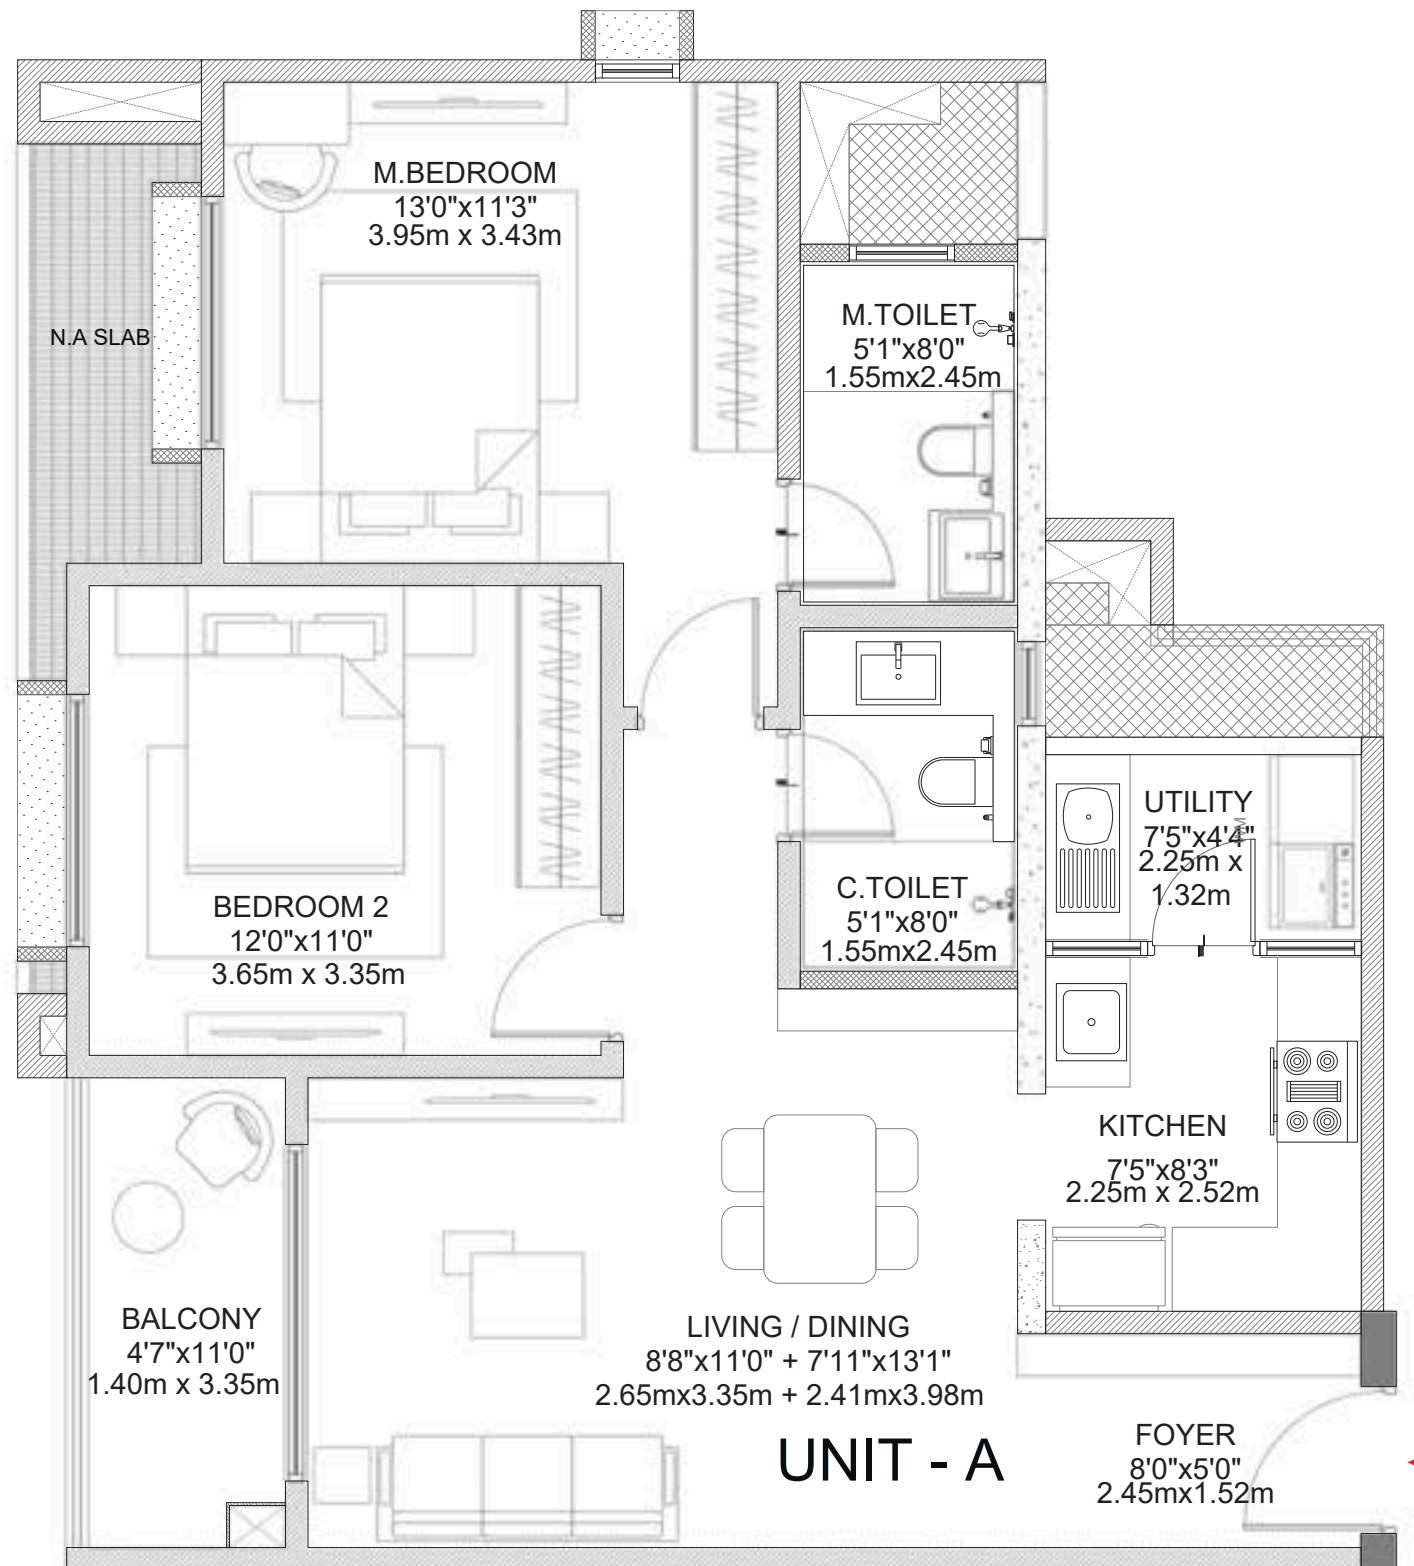 M.BEDROOM
13'0"x11'3"
3.95m x 3.43m
N.A SLAB
M.TOILET
5'1"x8'0"
1.55mx2.45m
UTILITY
7'5"x4'4"
2.25m x
1.32m
WM
C.TOILET
5'1"x8'0"
1.55mx2.45m
BEDROOM 2
12'0"x11'0"
3.65m x 3.35m
KITCHEN
7'5"x8'3"
2.25m x 2.52m
BALCONY
4'7"x11'0"
1.40m x 3.35m
LIVING / DINING
8'8"x11'0" + 7'11"x13'1"
2.65mx3.35m + 2.41mx3.98m
UNIT - A
FOYER
8'0"x5'0"
2.45mx1.52m